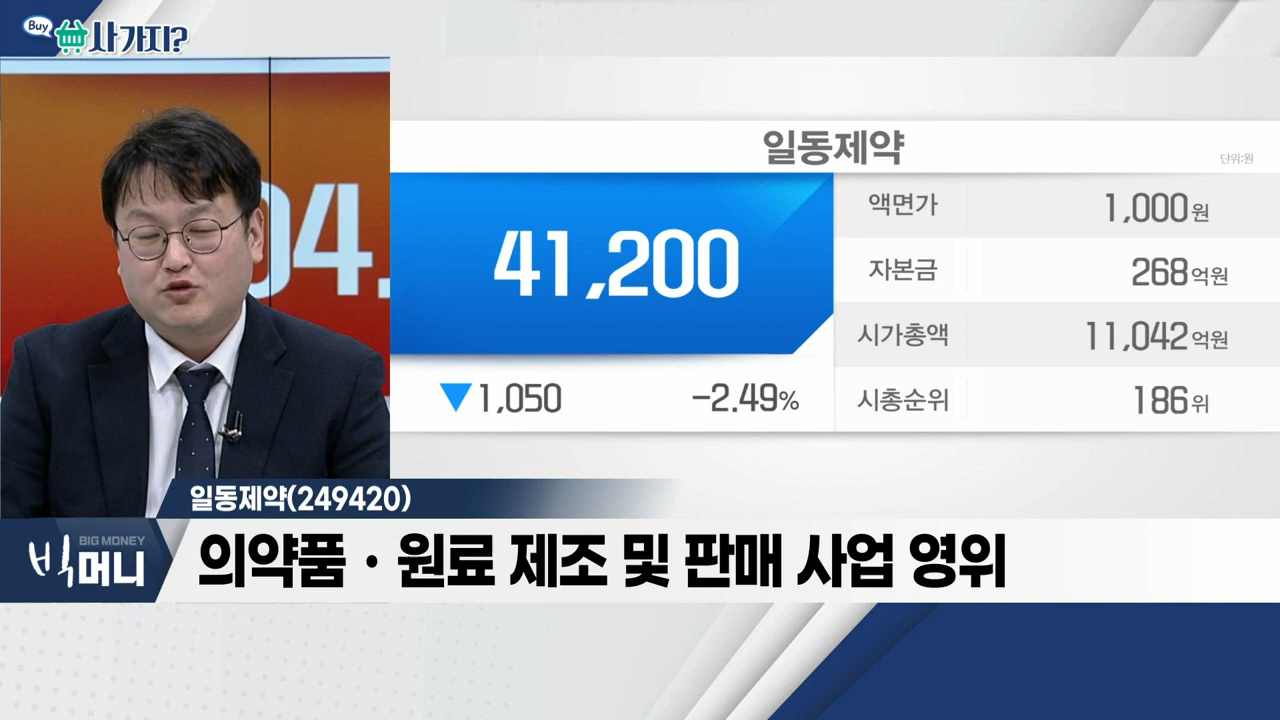 Buy
사가지?
04.
일동제약
단위:원
41,200
▼1,050 -2.49%
액면가 1,000원
자본금 268억원
시가총액 11,042억원
시총순위 186위
일동제약(249420)
BIG MONEY
빅머니
의약품·원료 제조 및 판매 사업 영위